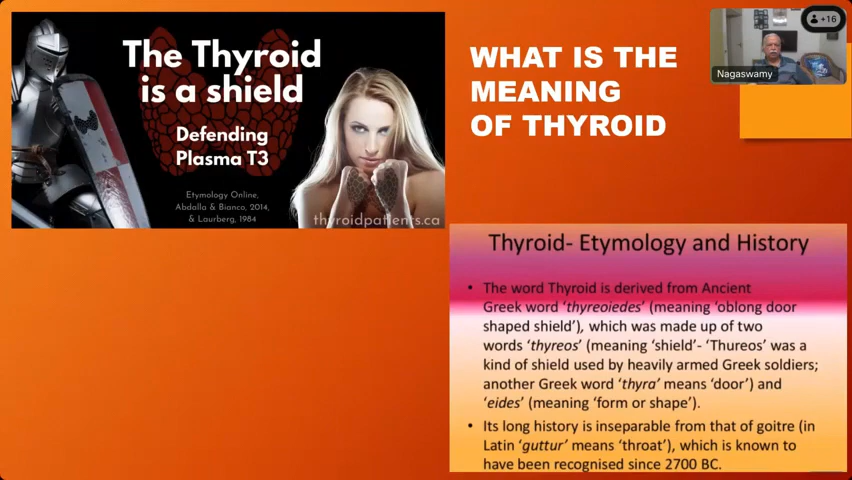 The Thyroid
is a shield
Defending
Plasma T3
Etymology Online,
Abdalla & Bianco, 2014,
& Laurberg, 1984
thyroidpatients.ca
WHAT IS THE
MEANING
OF THYROID
+16
Nagaswamy
Thyroid- Etymology and History
• The word Thyroid is derived from Ancient
Greek word ‘thyreoiedes’ (meaning ‘oblong door
shaped shield’), which was made up of two
words ‘thyreos’ (meaning ‘shield’- ‘Thureos’ was a
kind of shield used by heavily armed Greek soldiers;
another Greek word ‘thyra’ means ‘door’) and
‘eides’ (meaning ‘form or shape’).
• Its long history is inseparable from that of goitre (in
Latin ‘guttur’ means ‘throat’), which is known to
have been recognised since 2700 BC.